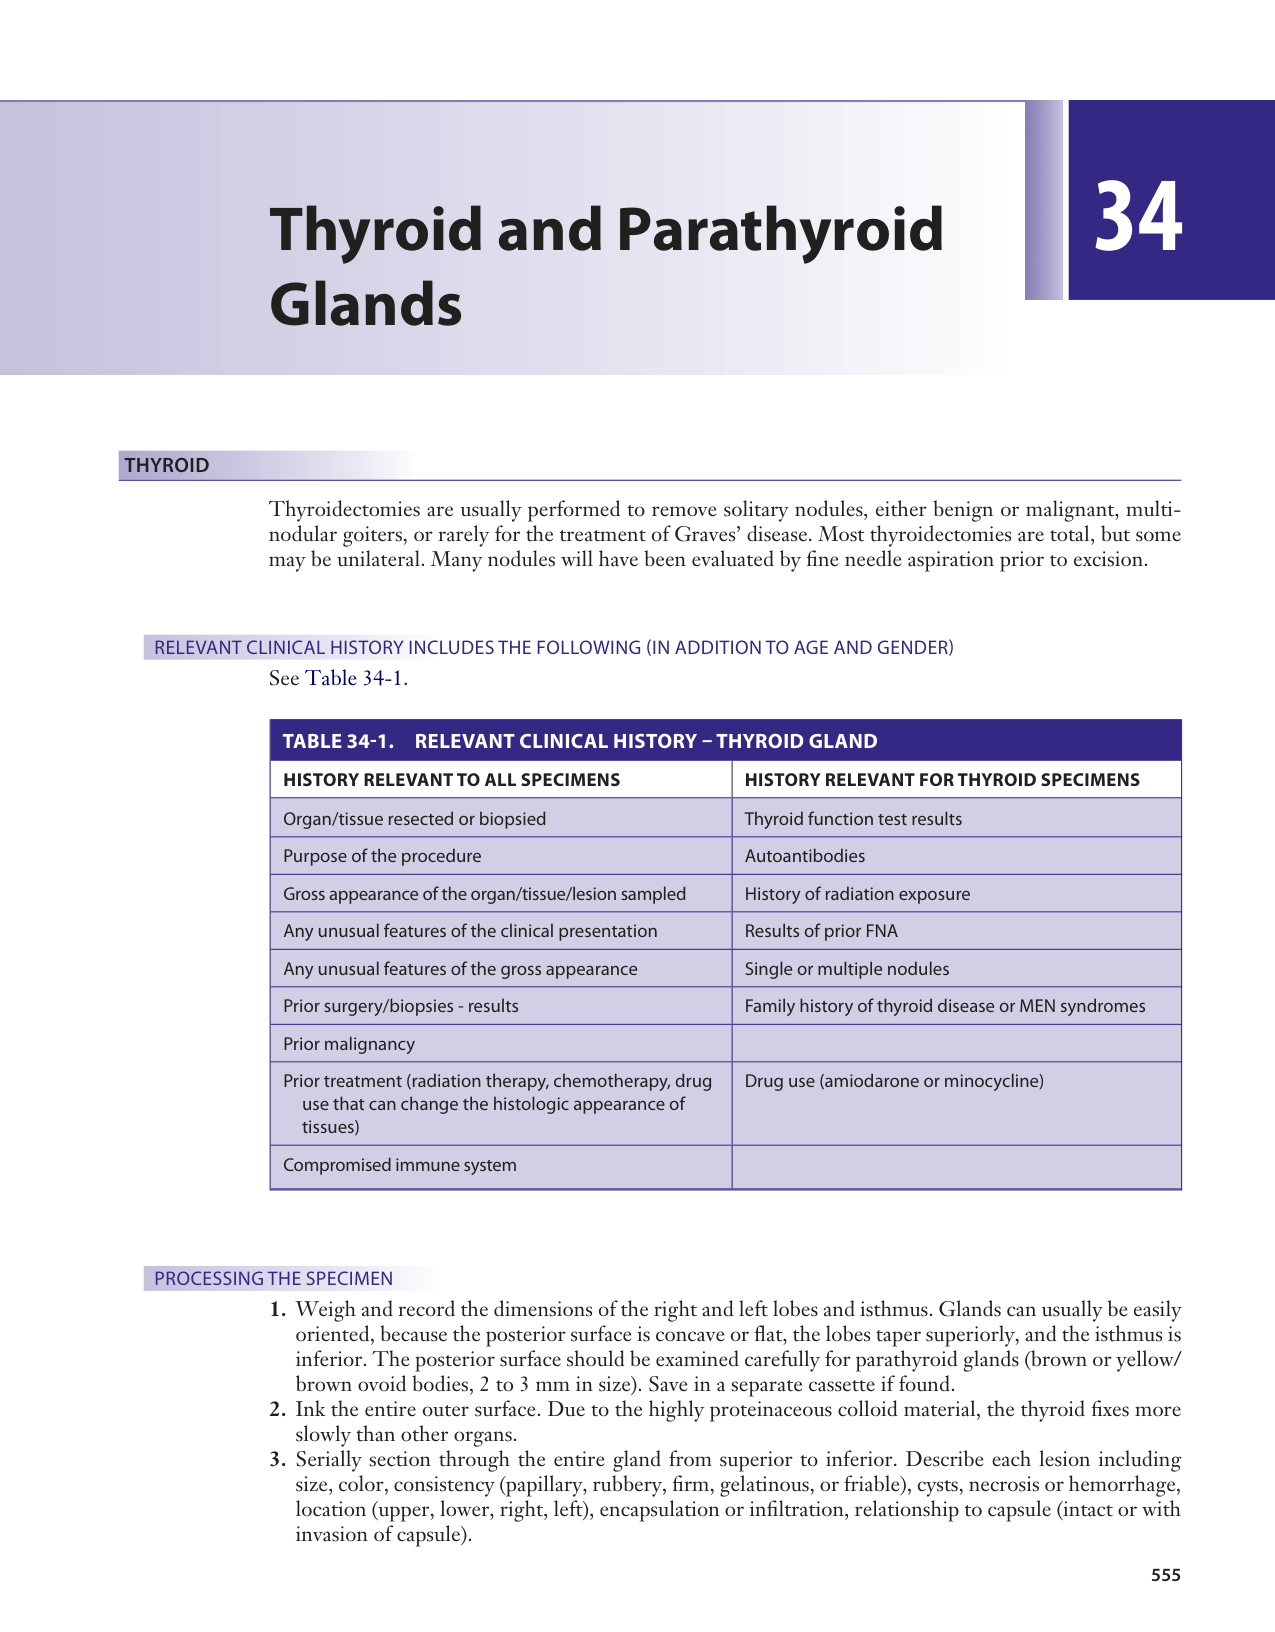 34
Thyroid and Parathyroid
Glands
THYROID
Thyroidectomies are usually performed to remove solitary nodules, either benign or malignant, multi-
nodular goiters, or rarely for the treatment of Graves’ disease. Most thyroidectomies are total, but some
may be unilateral. Many nodules will have been evaluated by fine needle aspiration prior to excision.
RELEVANT CLINICAL HISTORY INCLUDES THE FOLLOWING (IN ADDITION TO AGE AND GENDER)
See Table 34-1.
TABLE 34-1. RELEVANT CLINICAL HISTORY – THYROID GLAND
HISTORY RELEVANT TO ALL SPECIMENS HISTORY RELEVANT FOR THYROID SPECIMENS
Organ/tissue resected or biopsied Thyroid function test results
Purpose of the procedure Autoantibodies
Gross appearance of the organ/tissue/lesion sampled History of radiation exposure
Any unusual features of the clinical presentation Results of prior FNA
Any unusual features of the gross appearance Single or multiple nodules
Prior surgery/biopsies - results Family history of thyroid disease or MEN syndromes
Prior malignancy
Prior treatment (radiation therapy, chemotherapy, drug Drug use (amiodarone or minocycline)
use that can change the histologic appearance of
tissues)
Compromised immune system
PROCESSING THE SPECIMEN
1. Weigh and record the dimensions of the right and left lobes and isthmus. Glands can usually be easily
oriented, because the posterior surface is concave or flat, the lobes taper superiorly, and the isthmus is
inferior. The posterior surface should be examined carefully for parathyroid glands (brown or yellow/
brown ovoid bodies, 2 to 3 mm in size). Save in a separate cassette if found.
2. Ink the entire outer surface. Due to the highly proteinaceous colloid material, the thyroid fixes more
slowly than other organs.
3. Serially section through the entire gland from superior to inferior. Describe each lesion including
size, color, consistency (papillary, rubbery, firm, gelatinous, or friable), cysts, necrosis or hemorrhage,
location (upper, lower, right, left), encapsulation or infiltration, relationship to capsule (intact or with
invasion of capsule).
555